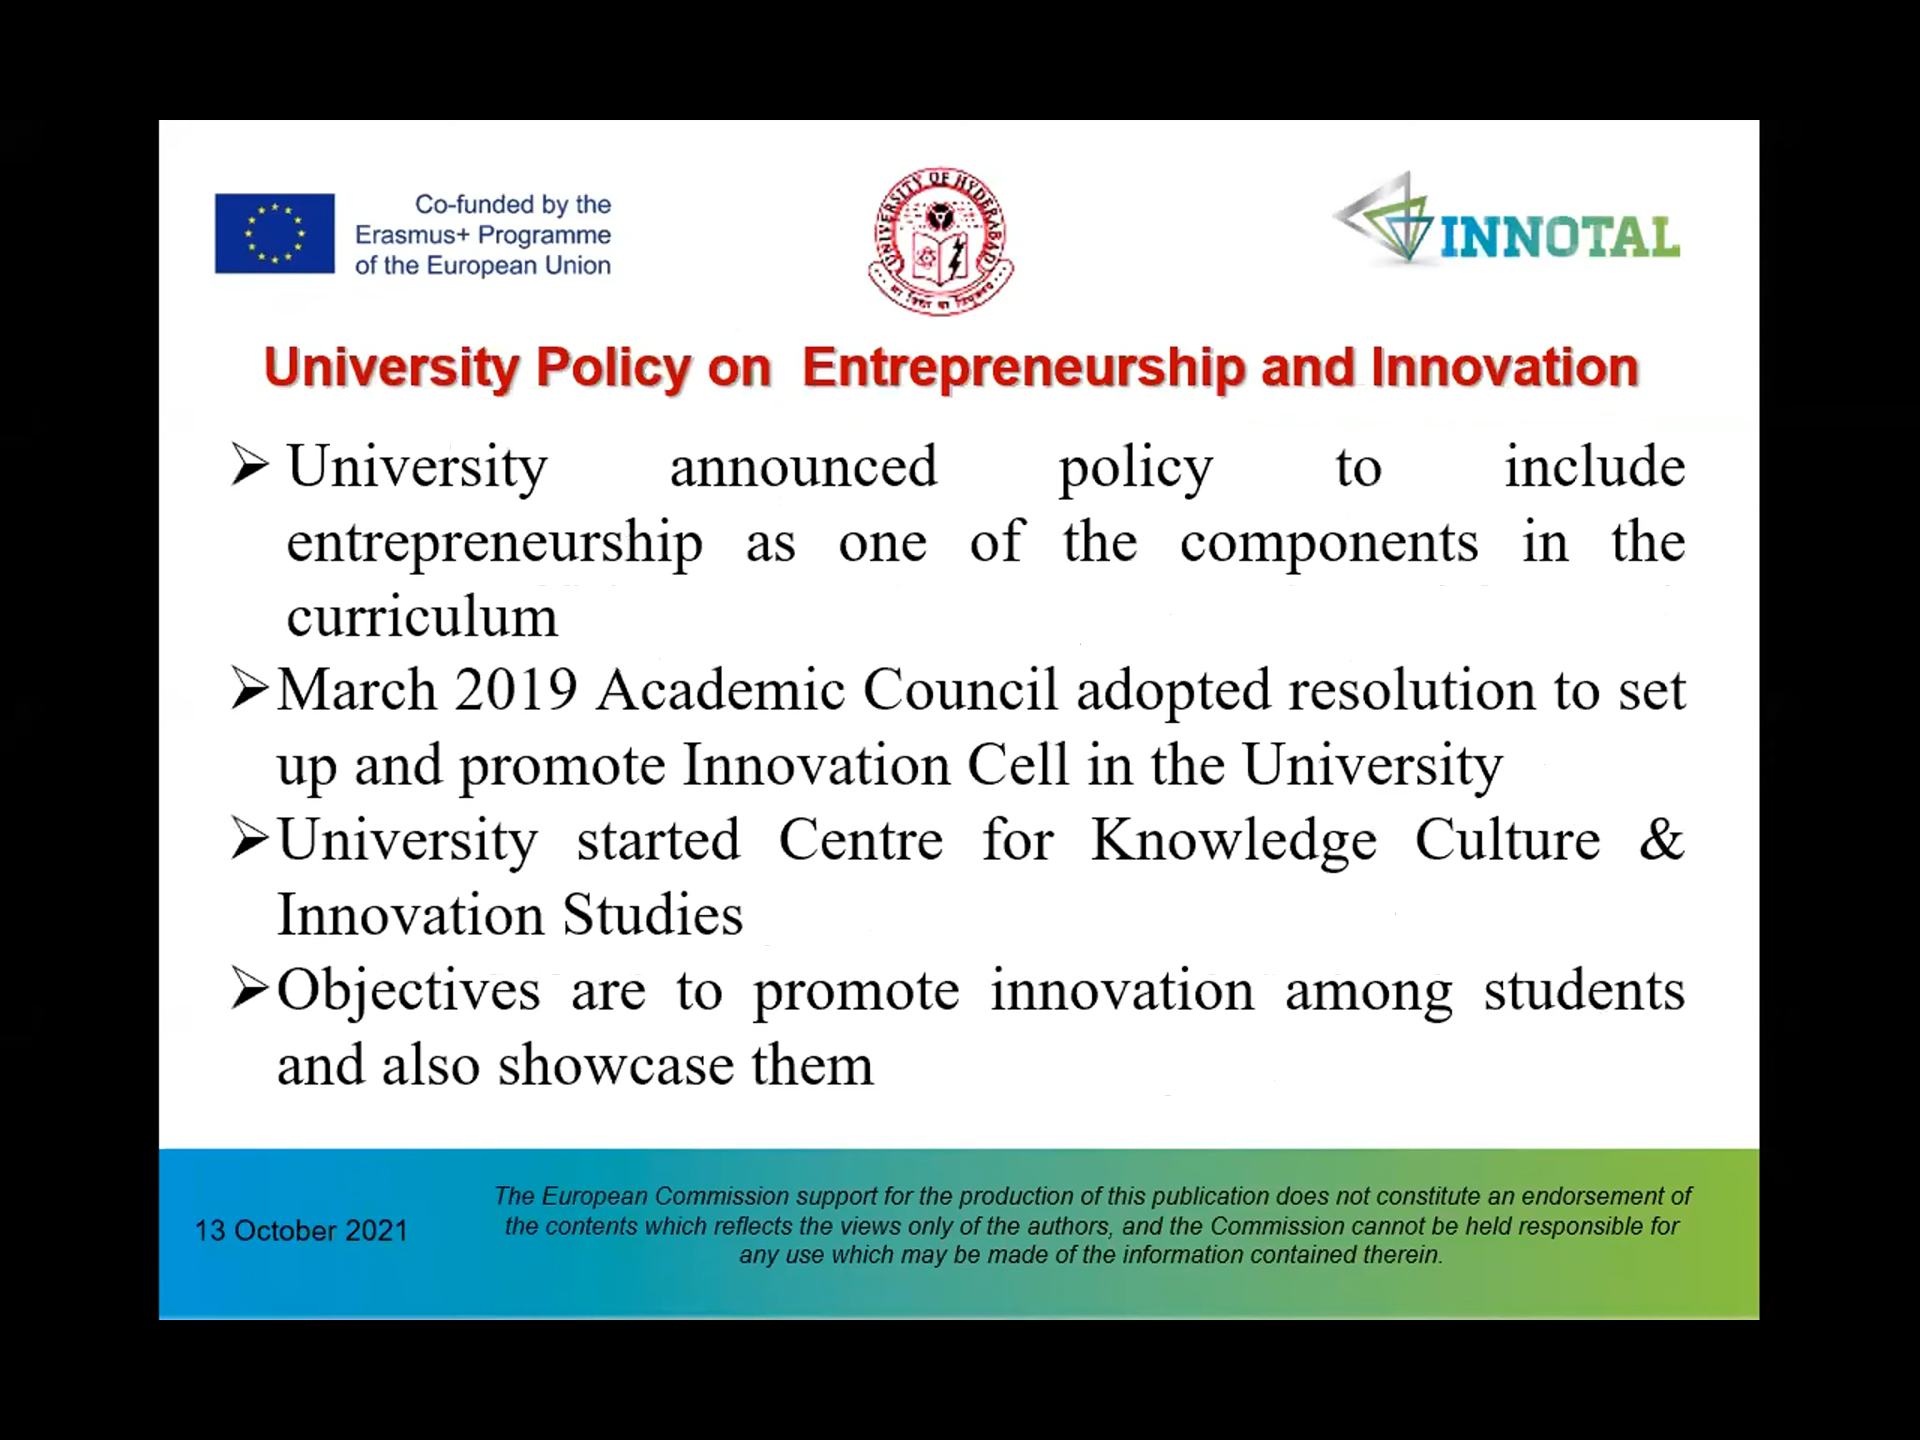 Co-funded by the
Erasmus+ Programme
of the European Union
UNIVERSITY OF HYDERABAD
सा विद्या या विमुक्तये
INNOTAL
University Policy on Entrepreneurship and Innovation
➢ University announced policy to include
entrepreneurship as one of the components in the
curriculum
➢ March 2019 Academic Council adopted resolution to set
up and promote Innovation Cell in the University
➢ University started Centre for Knowledge Culture &
Innovation Studies
➢ Objectives are to promote innovation among students
and also showcase them
13 October 2021
The European Commission support for the production of this publication does not constitute an endorsement of
the contents which reflects the views only of the authors, and the Commission cannot be held responsible for
any use which may be made of the information contained therein.